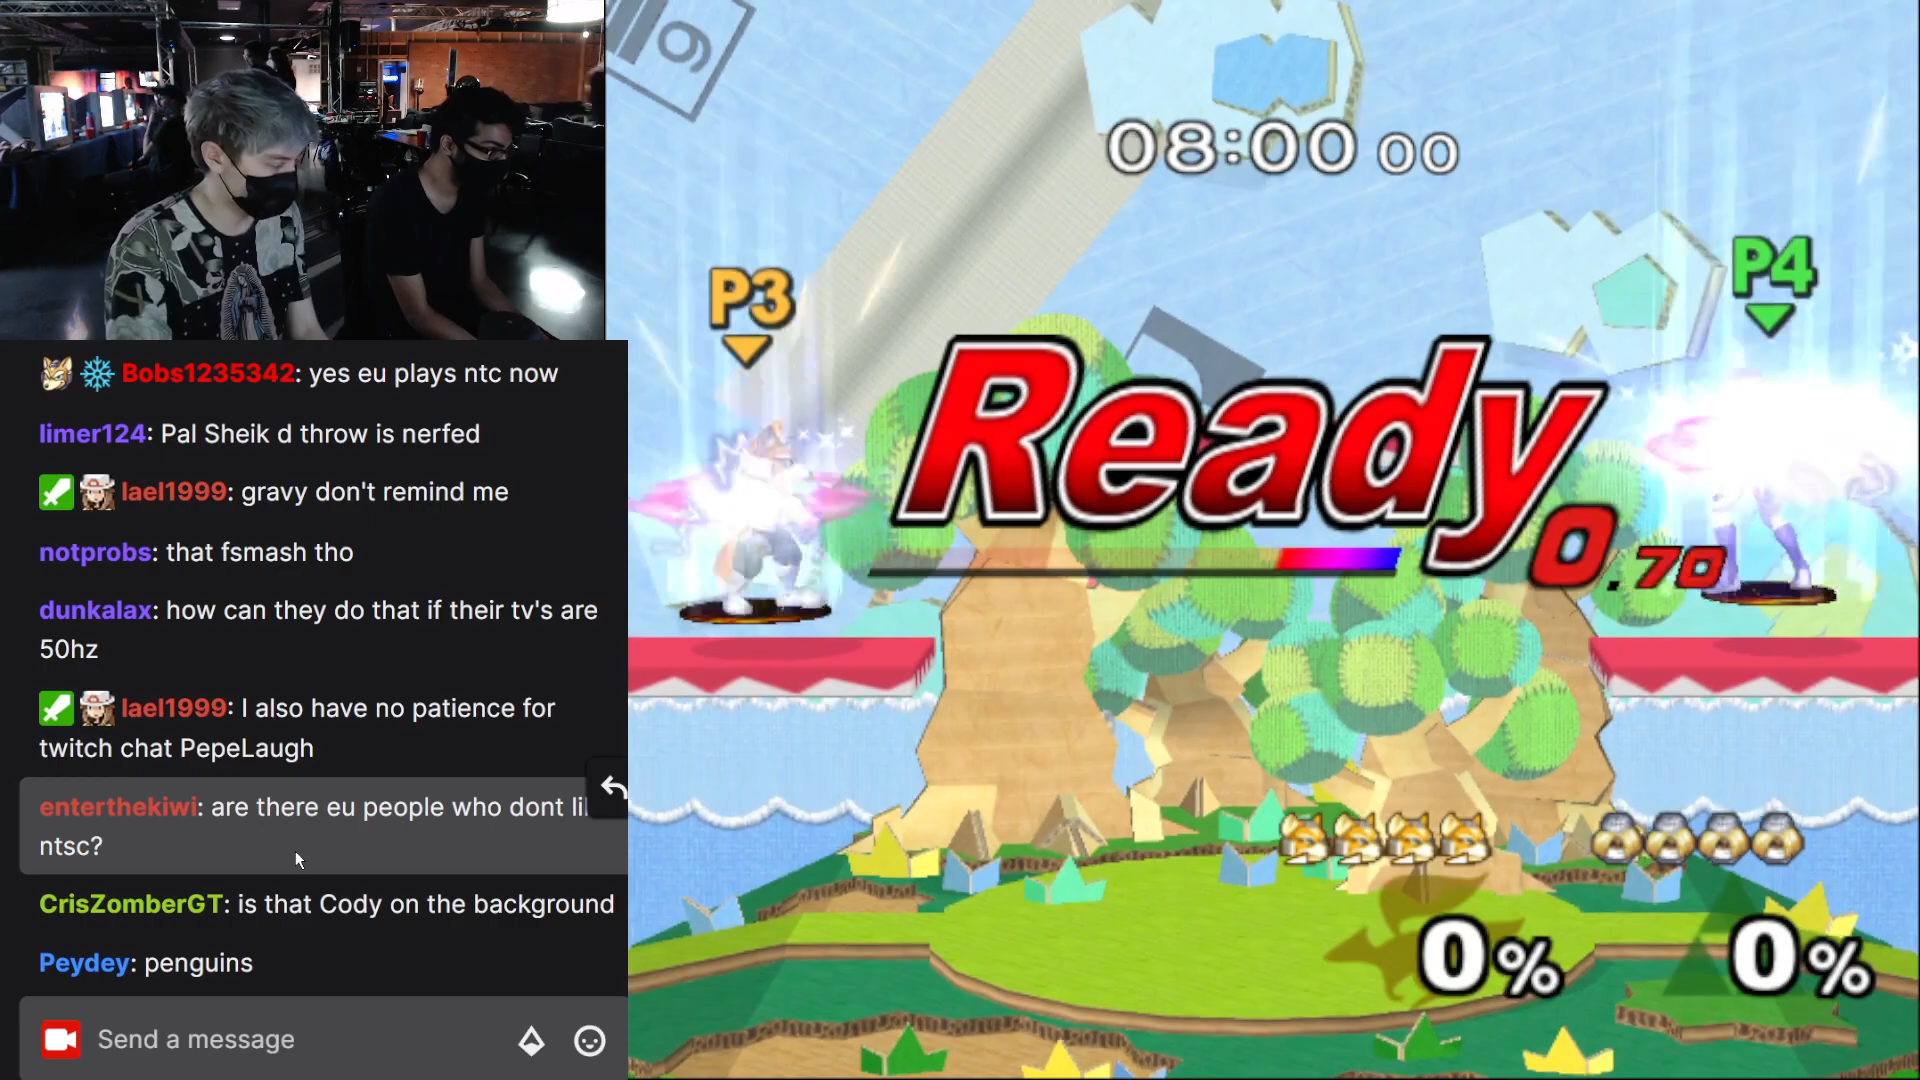 9
08:00 00
P3
P4
Ready
0.70
Bobs1235342: yes eu plays ntc now
limer124: Pal Sheik d throw is nerfed
lael1999: gravy don't remind me
notprobs: that fsmash tho
dunkalax: how can they do that if their tv's are
50hz
lael1999: I also have no patience for
twitch chat PepeLaugh
enterthekiwi: are there eu people who dont
ntsc?
CrisZomberGT: is that Cody on the background
Peydey: penguins
Send a message
0%
0%